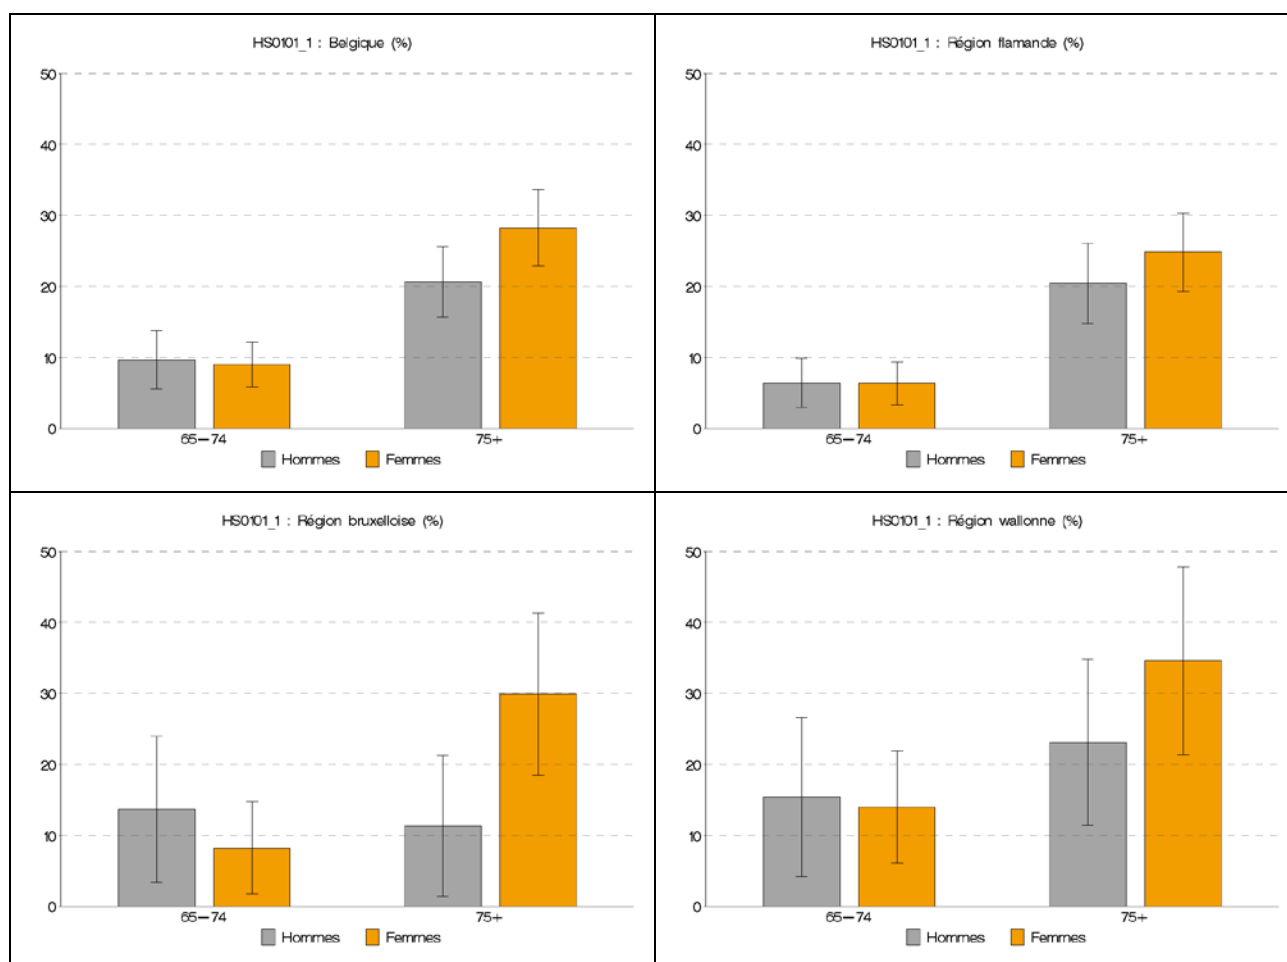 HS0101_1 : Belgique (%)
50
40
30
20
10
0
65-74
75+
Hommes
Femmes
HS0101_1 : Région flamande (%)
50
40
30
20
10
0
65-74
75+
Hommes
Femmes
HS0101_1 : Région bruxelloise (%)
50
40
30
20
10
0
65-74
75+
Hommes
Femmes
HS0101_1 : Région wallonne (%)
50
40
30
20
10
0
65-74
75+
Hommes
Femmes